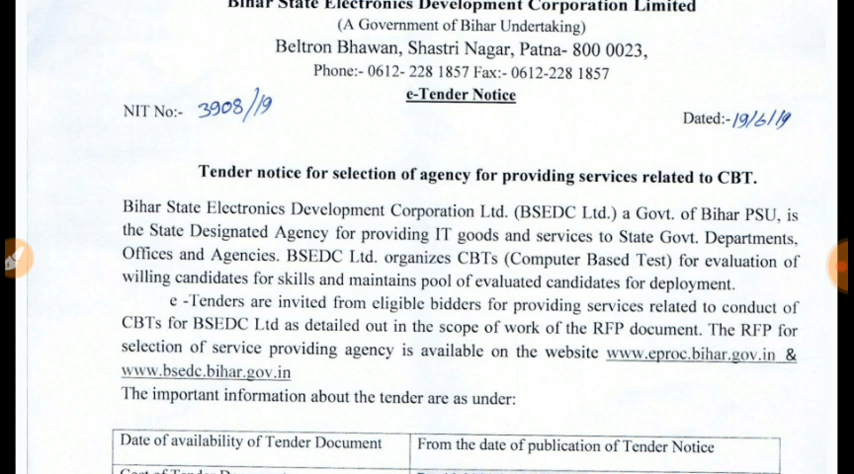 Bihar State Electronics Development Corporation Limited
(A Government of Bihar Undertaking)
Beltron Bhawan, Shastri Nagar, Patna- 800 0023,
Phone:- 0612- 228 1857 Fax:- 0612-228 1857
e-Tender Notice
NIT No:- 3908/19
Dated:-19/6/19
Tender notice for selection of agency for providing services related to CBT.
Bihar State Electronics Development Corporation Ltd. (BSEDC Ltd.) a Govt. of Bihar PSU, is
the State Designated Agency for providing IT goods and services to State Govt. Departments,
Offices and Agencies. BSEDC Ltd. organizes CBTs (Computer Based Test) for evaluation of
willing candidates for skills and maintains pool of evaluated candidates for deployment.
e -Tenders are invited from eligible bidders for providing services related to conduct of
CBTs for BSEDC Ltd as detailed out in the scope of work of the RFP document. The RFP for
selection of service providing agency is available on the website www.eproc.bihar.gov.in &
www.bsedc.bihar.gov.in
The important information about the tender are as under:
Date of availability of Tender Document
From the date of publication of Tender Notice